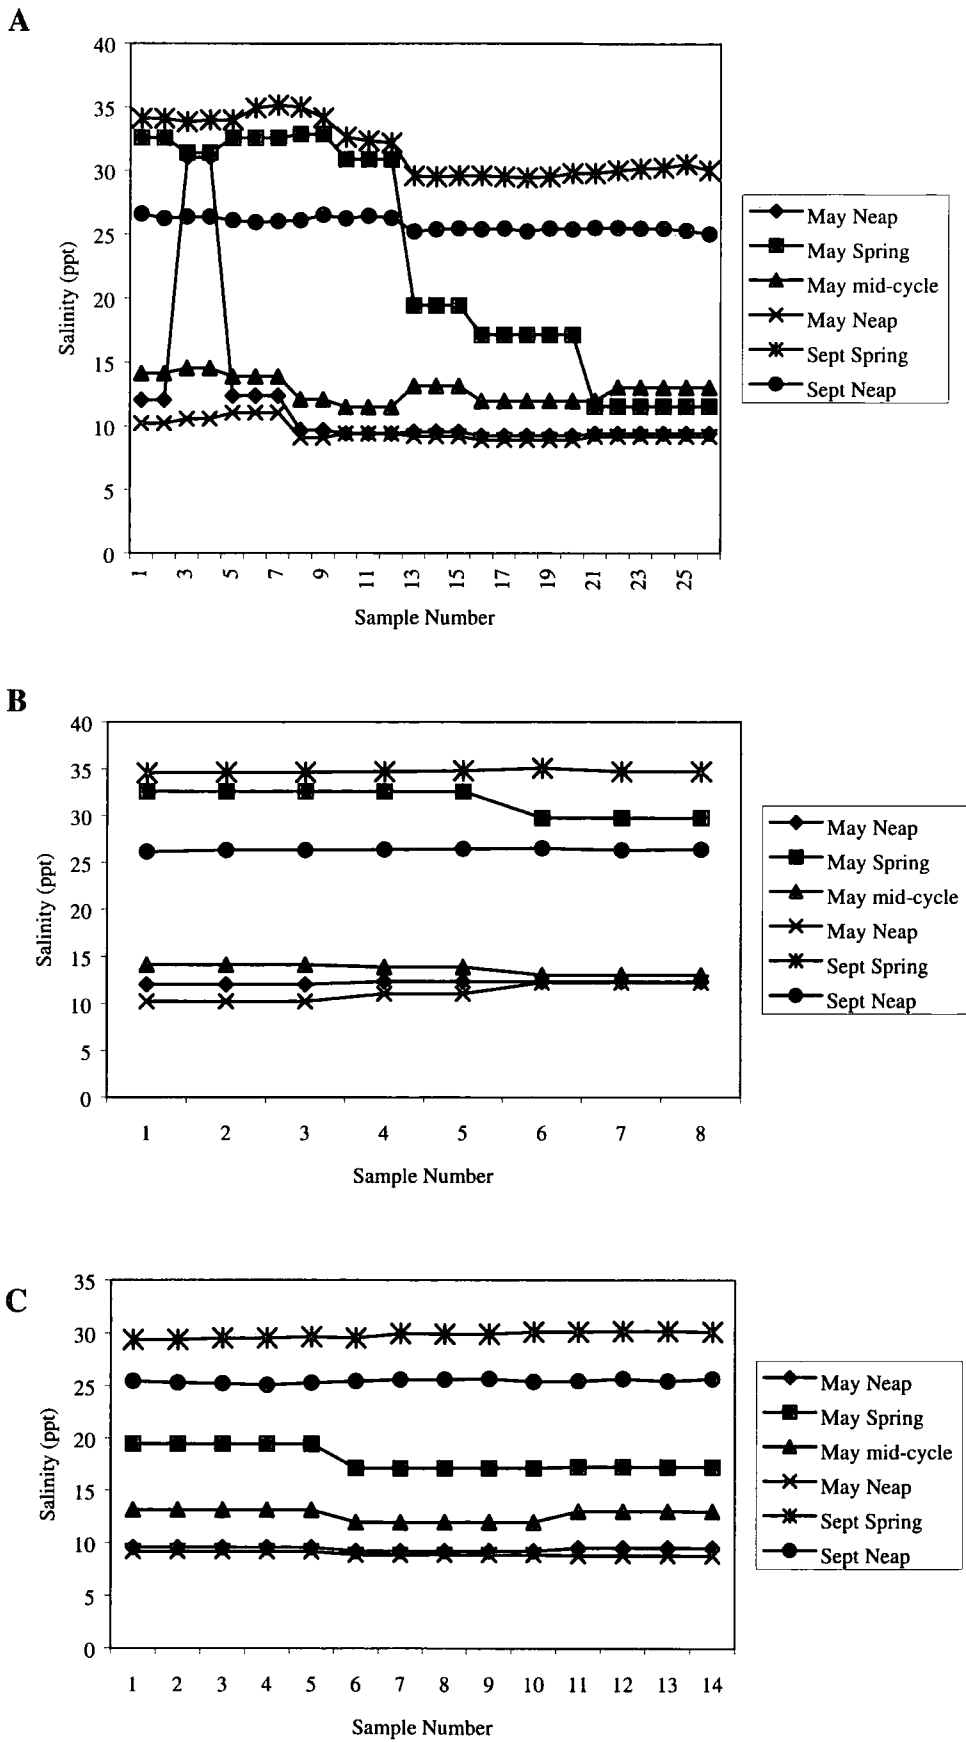 A
40
35
30
25
20
15
10
5
0
Salinity (ppt)
1 3 5 7 9 11 13 15 17 19 21 23 25
Sample Number
May Neap
May Spring
May mid-cycle
May Neap
Sept Spring
Sept Neap
B
40
35
30
25
20
15
10
5
0
Salinity (ppt)
1 2 3 4 5 6 7 8
Sample Number
May Neap
May Spring
May mid-cycle
May Neap
Sept Spring
Sept Neap
C
35
30
25
20
15
10
5
0
Salinity (ppt)
1 2 3 4 5 6 7 8 9 10 11 12 13 14
Sample Number
May Neap
May Spring
May mid-cycle
May Neap
Sept Spring
Sept Neap